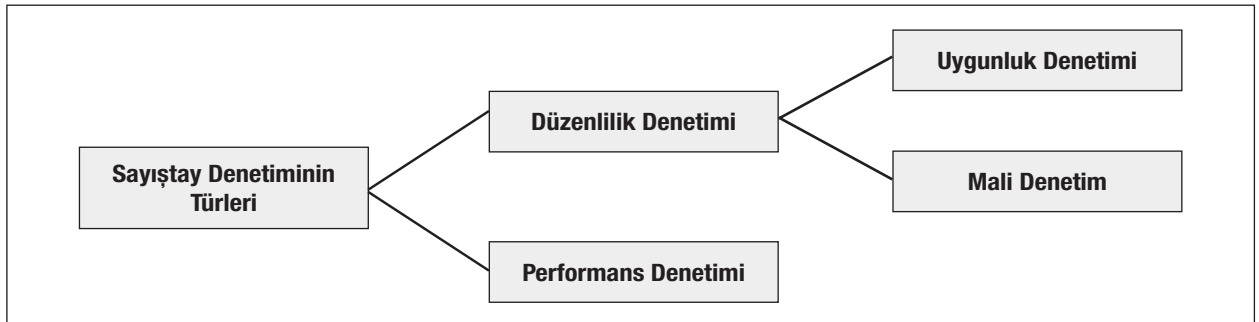 Sayıştay Denetiminin
Türleri
Düzenlilik Denetimi
Performans Denetimi
Uygunluk Denetimi
Mali Denetim